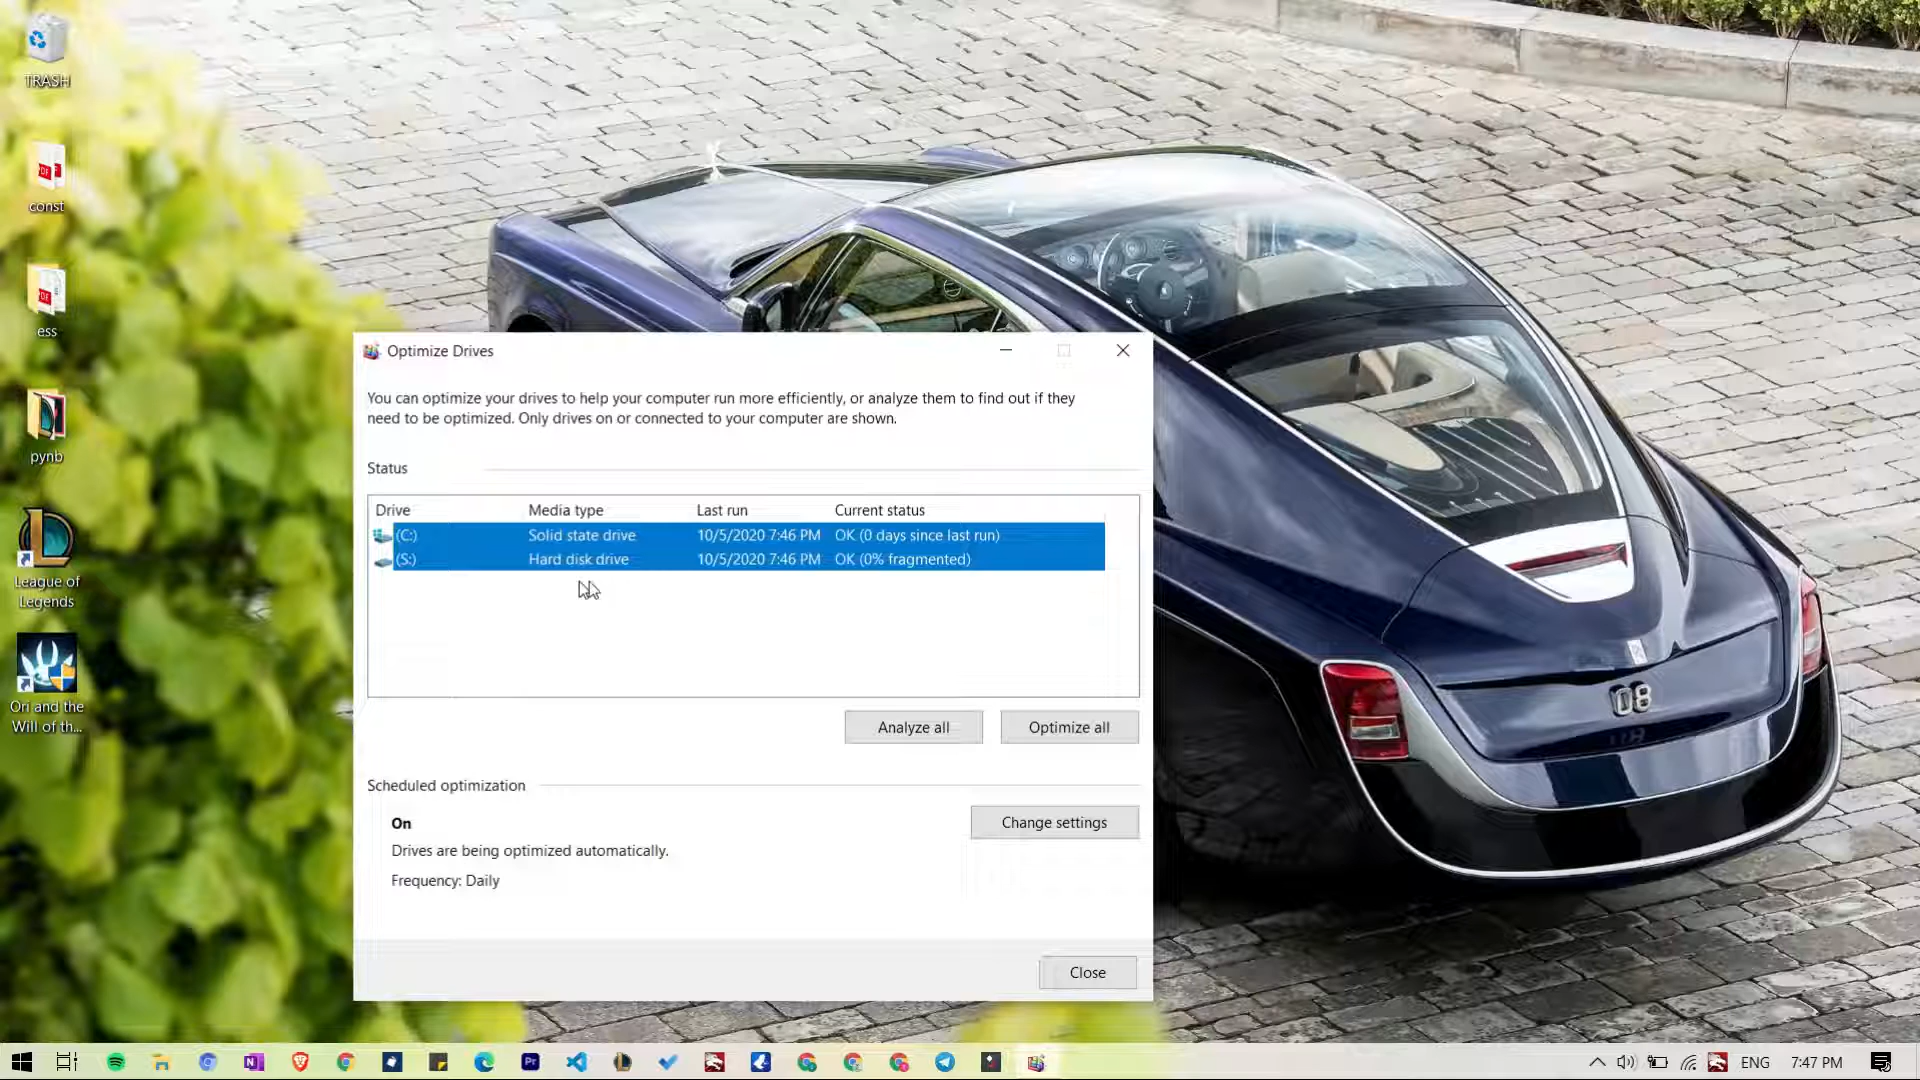 TRASH
const
ess
pynb
League of
Legends
Ori and the
Will of th...
Optimize Drives
You can optimize your drives to help your computer run more efficiently, or analyze them to find out if they
need to be optimized. Only drives on or connected to your computer are shown.
Status
Drive Media type Last run Current status
(C:) Solid state drive 10/5/2020 7:46 PM OK (0 days since last run)
(S:) Hard disk drive 10/5/2020 7:46 PM OK (0% fragmented)
Analyze all Optimize all
Scheduled optimization
On
Change settings
Drives are being optimized automatically.
Frequency: Daily
Close
08
ENG 7:47 PM